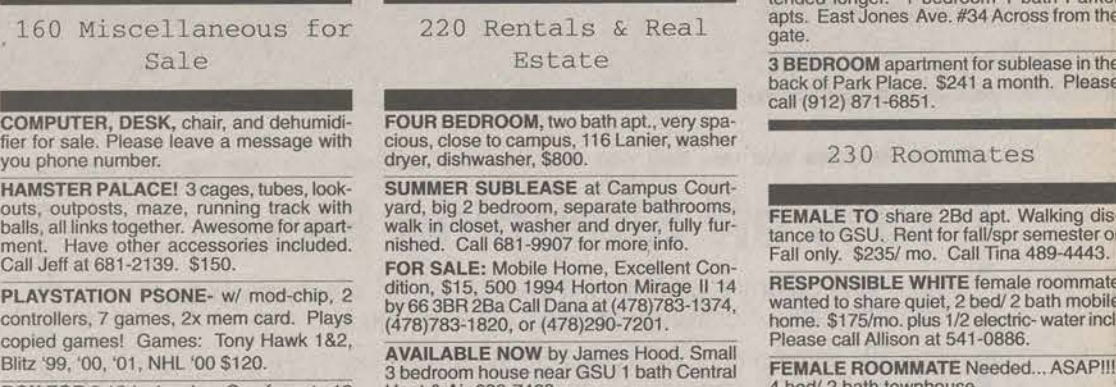 160 Miscellaneous for
Sale
COMPUTER, DESK, chair, and dehumidi-
fier for sale. Please leave a message with
you phone number.
HAMSTER PALACE! 3 cages, tubes, look-
outs, outposts, maze, running track with
balls, all links together. Awesome for apart-
ment. Have other accessories included.
Call Jeff at 681-2139. $150.
PLAYSTATION PSONE- w/ mod-chip, 2
controllers, 7 games, 2x mem card. Plays
copied games! Games: Tony Hawk 1&2,
Blitz '99, '00, '01, NHL '00 $120.
220 Rentals & Real
Estate
FOUR BEDROOM, two bath apt., very spa-
cious, close to campus, 116 Lanier, washer
dryer, dishwasher, $800.
SUMMER SUBLEASE at Campus Court-
yard, big 2 bedroom, separate bathrooms,
walk in closet, washer and dryer, fully fur-
nished. Call 681-9907 for more info.
FOR SALE: Mobile Home, Excellent Con-
dition, $15, 500 1994 Horton Mirage II 14
by 66 3BR 2Ba Call Dana at (478)783-1374,
(478)783-1820, or (478)290-7201.
AVAILABLE NOW by James Hood. Small
3 bedroom house near GSU 1 bath Central
apts. East Jones Ave. #34 Across from the
gate.
3 BEDROOM apartment for sublease in the
back of Park Place. $241 a month. Please
call (912) 871-6851.
230 Roommates
FEMALE TO share 2Bd apt. Walking dis
tance to GSU. Rent for fall/spr semester or
Fall only. $235/ mo. Call Tina 489-4443.
RESPONSIBLE WHITE female roommate
wanted to share quiet, 2 bed/ 2 bath mobile
home. $175/mo. plus 1/2 electric- water incl
Please call Allison at 541-0886.
FEMALE ROOMMATE Needed... ASAP!!!
4 bed/ 2 bath townhouse